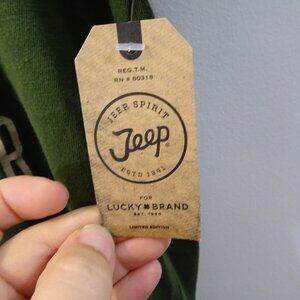 REG. T.M.
RN # 80318
JEEP SPIRIT
Jeep
ESTD 1941
FOR
LUCKY BRAND
EST. 1990
LIMITED EDITION
R